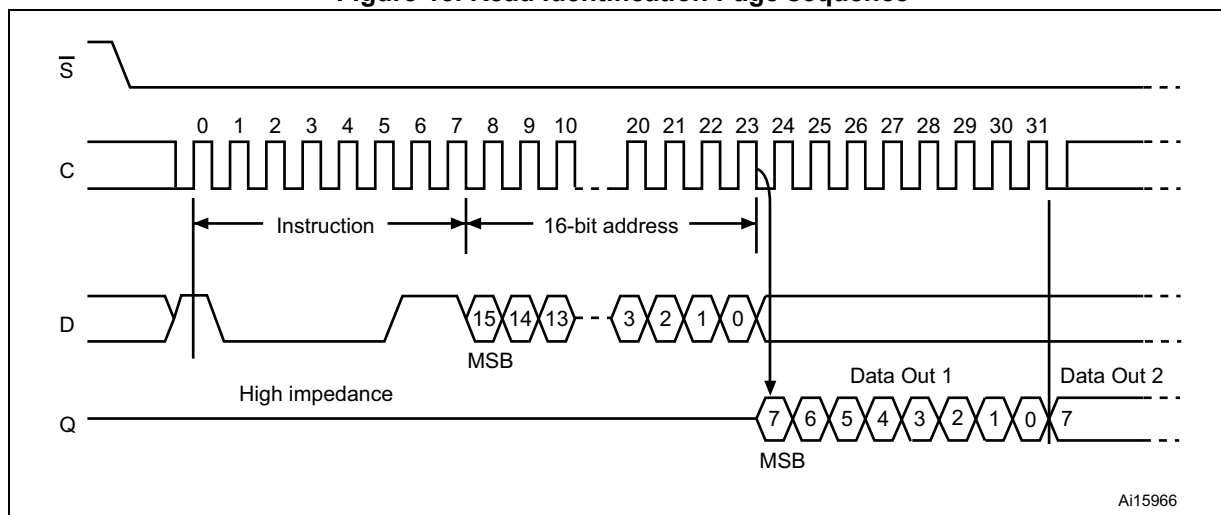 Figure Read Identification Page sequence
S
0 1 2 3 4 5 6 7 8 9 10 20 21 22 23 24 25 26 27 28 29 30 31
C
Instruction 16-bit address
D 15 14 13 3 2 1 0
MSB
High impedance Data Out 1 Data Out 2
Q 7 6 5 4 3 2 1 0 7
MSB
Ai15966